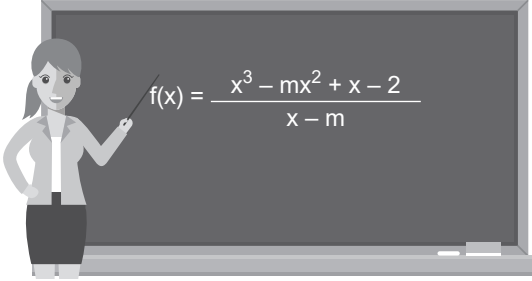 f(x) = x³ – mx² + x – 2 / x – m